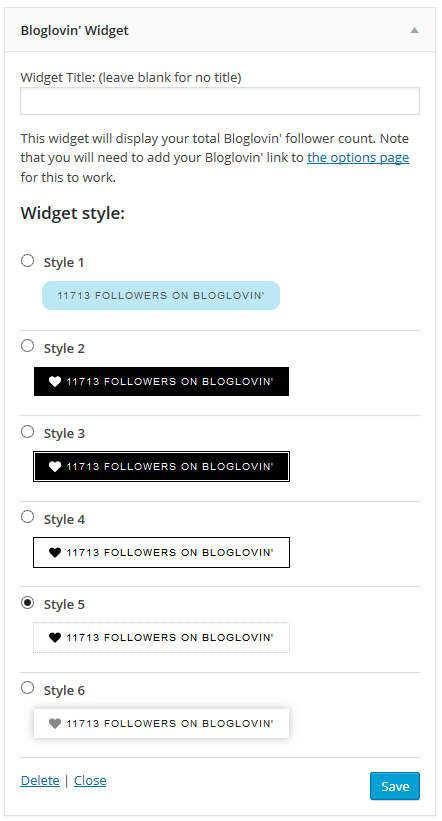 Bloglovin' Widget
Widget Title: (leave blank for no title)
This widget will display your total Bloglovin' follower count. Note
that you will need to add your Bloglovin' link to the options page
for this to work.
Widget style:
Style 1
11713 FOLLOWERS ON BLOGLOVIN'
Style 2
11713 FOLLOWERS ON BLOGLOVIN'
Style 3
11713 FOLLOWERS ON BLOGLOVIN'
Style 4
11713 FOLLOWERS ON BLOGLOVIN'
Style 5
11713 FOLLOWERS ON BLOGLOVIN'
Style 6
11713 FOLLOWERS ON BLOGLOVIN'
Delete | Close
Save